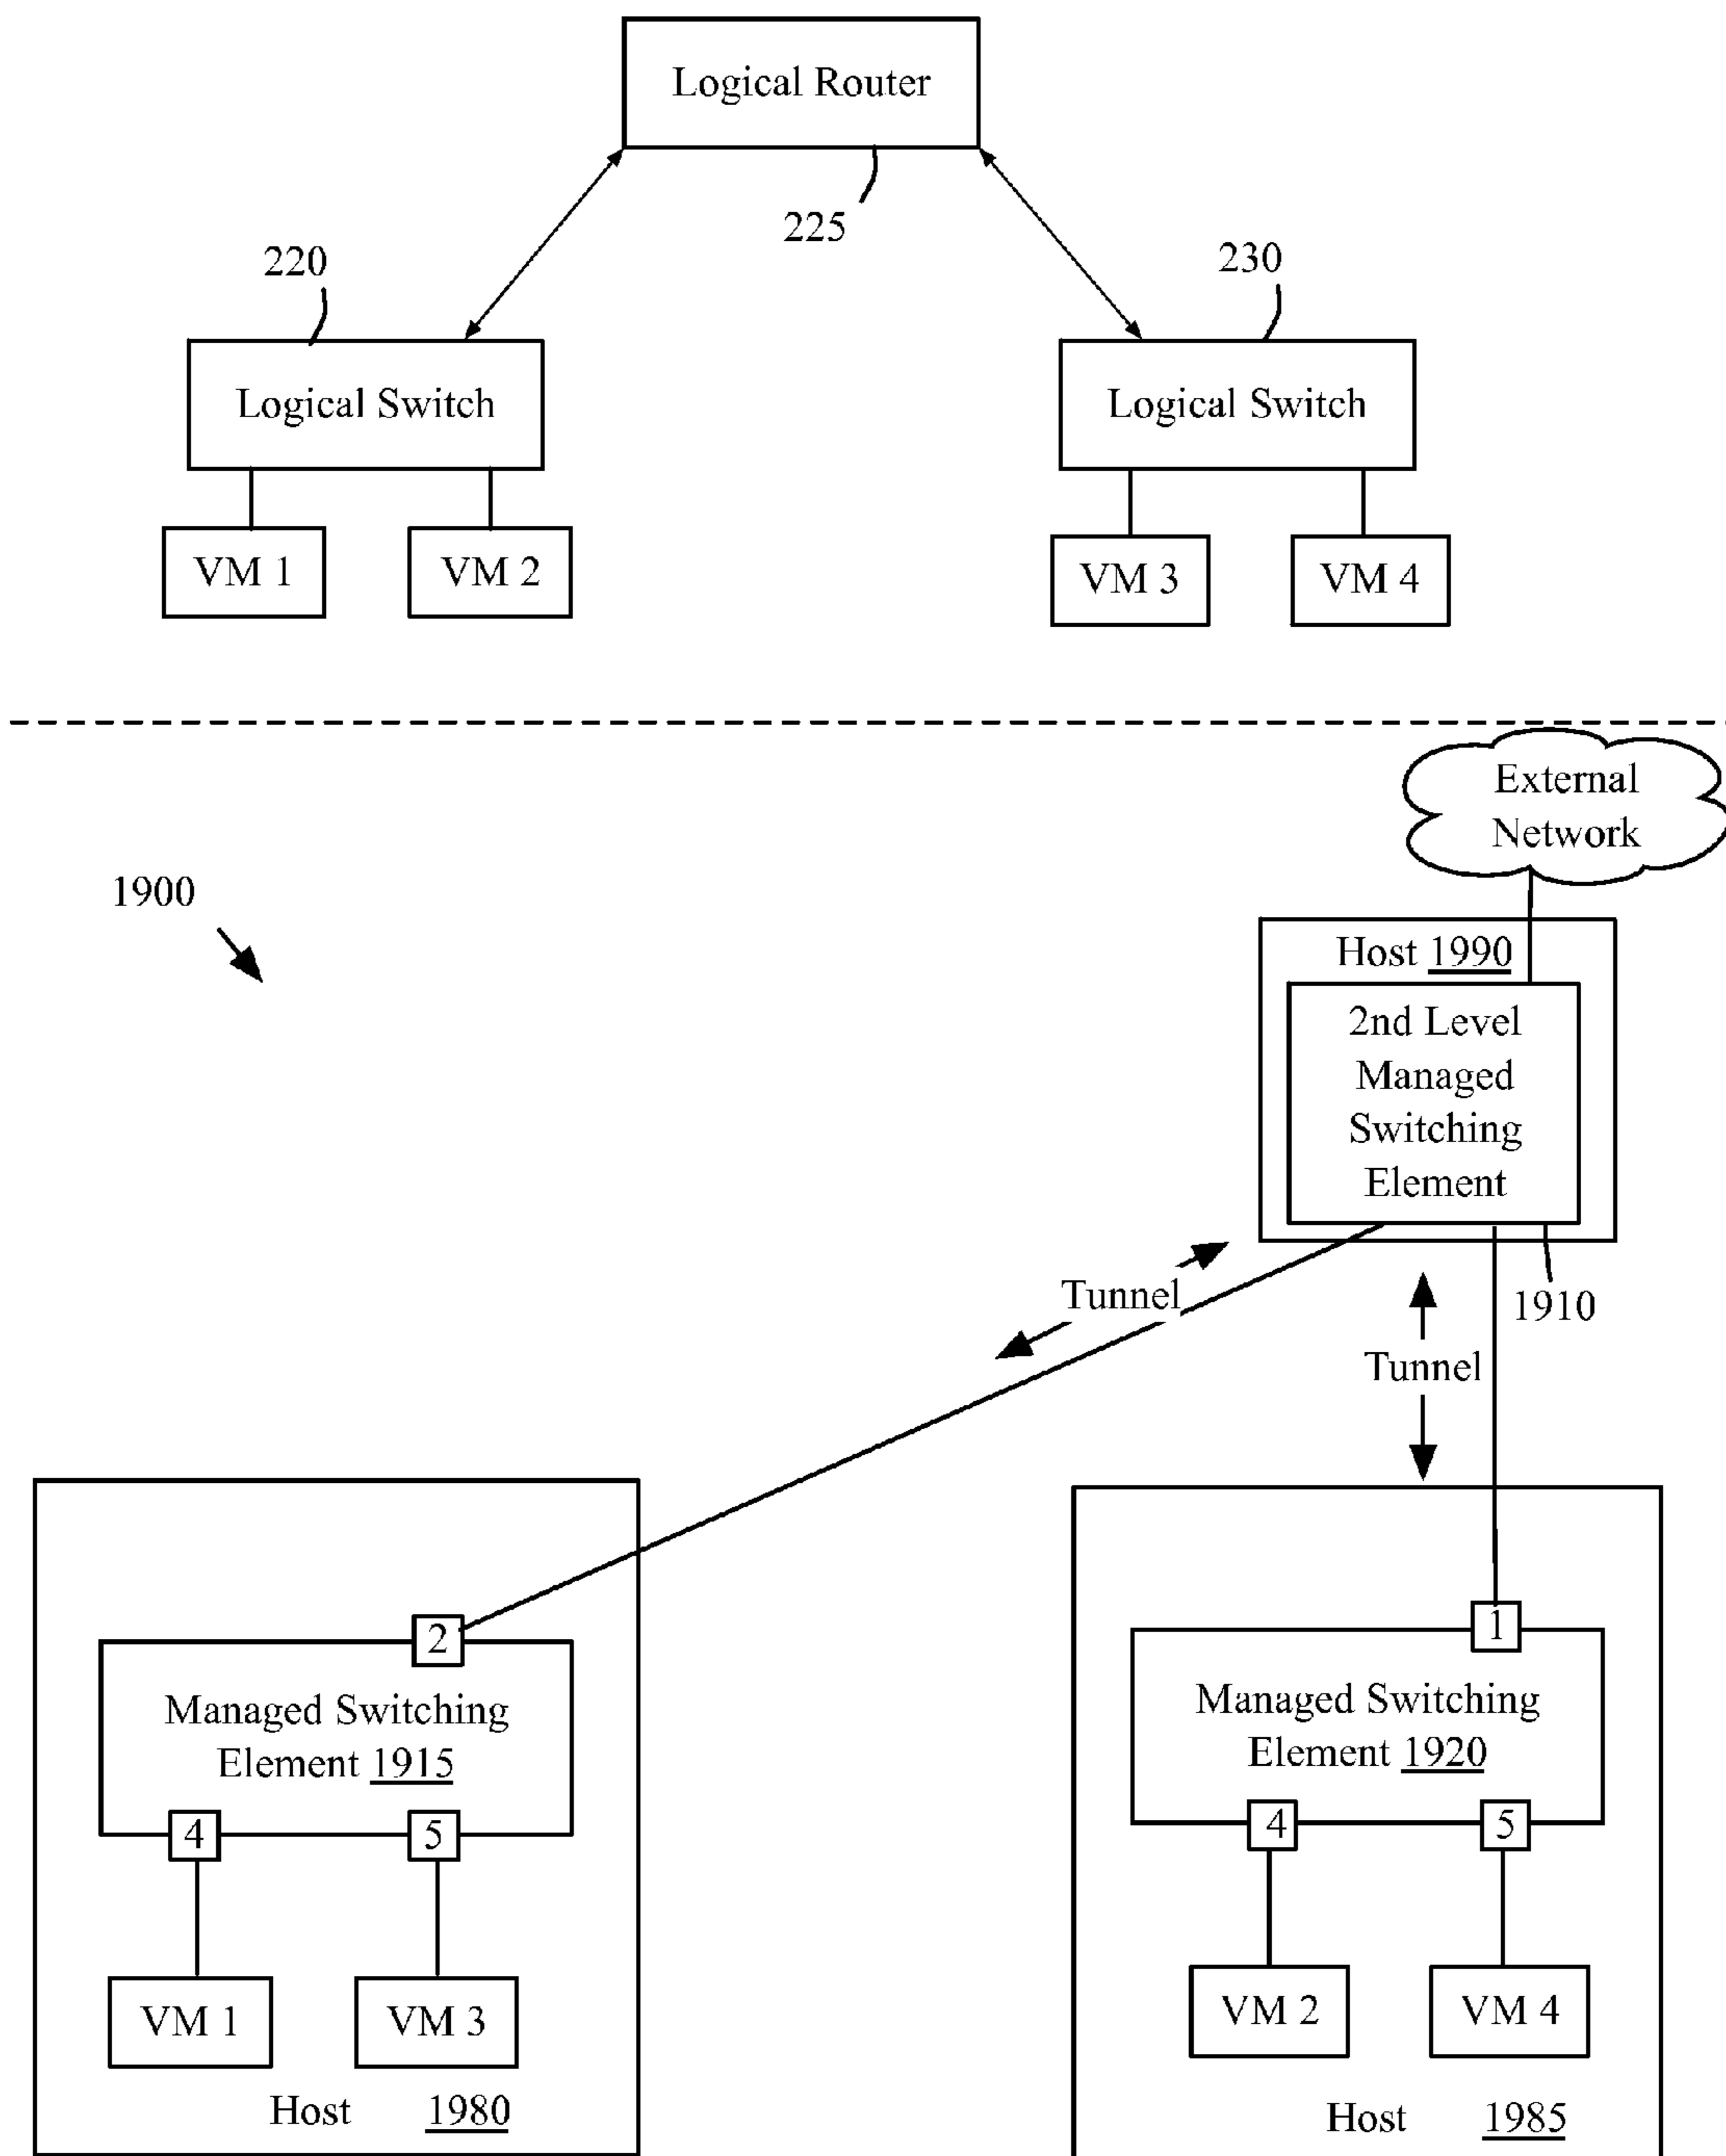 Logical Router
225
220
230
Logical Switch
Logical Switch
VM 1
VM 2
VM 3
VM 4
External
Network
1900
Host 1990
2nd Level
Managed
Switching
Element
Tunnel
1910
Tunnel
2
1
Managed Switching
Element 1915
Managed Switching
Element 1920
4
5
4
5
VM 1
VM 3
VM 2
VM 4
Host 1980
Host 1985